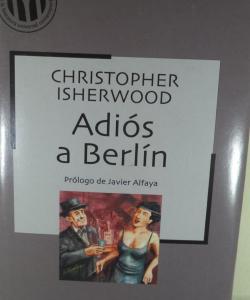 CHRISTOPHER
ISHERWOOD
Adiós
a Berlín
Prólogo de Javier Alfaya